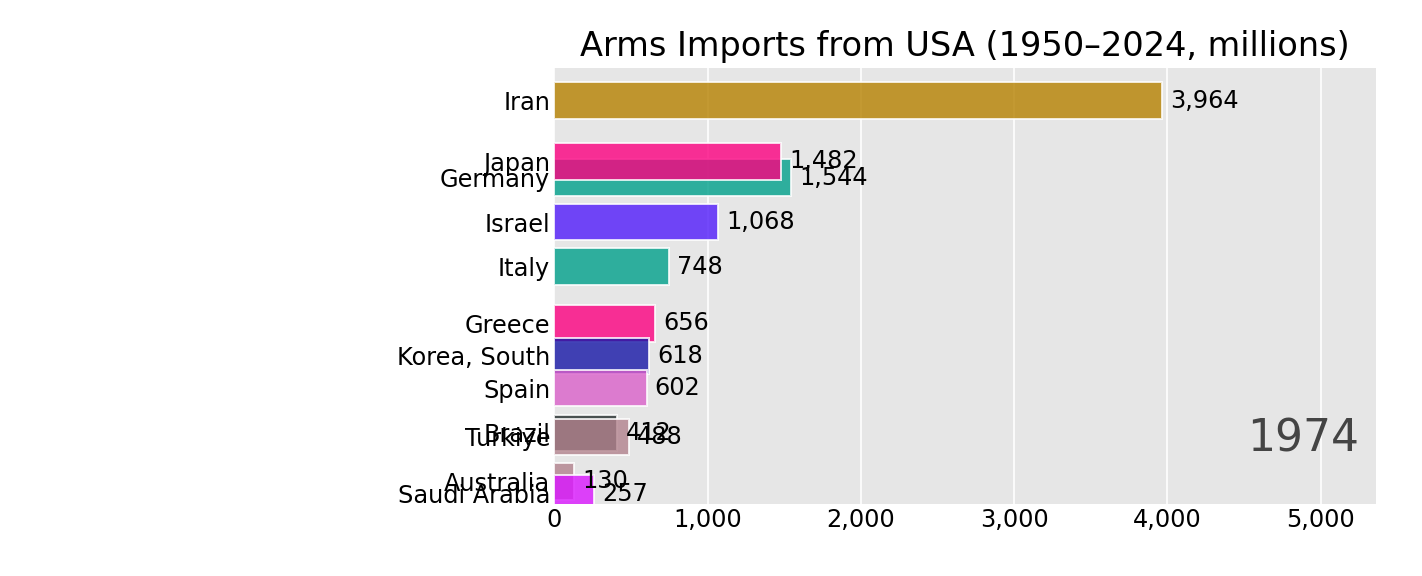 Arms Imports from USA (1950–2024, millions)
Iran 3,964
Japan 1,482
Germany 1,544
Israel 1,068
Italy 748
Greece 656
Korea, South 618
Spain 602
Brazil 412
Türkiye 488
Australia 130
Saudi Arabia 257
1974
0 1,000 2,000 3,000 4,000 5,000